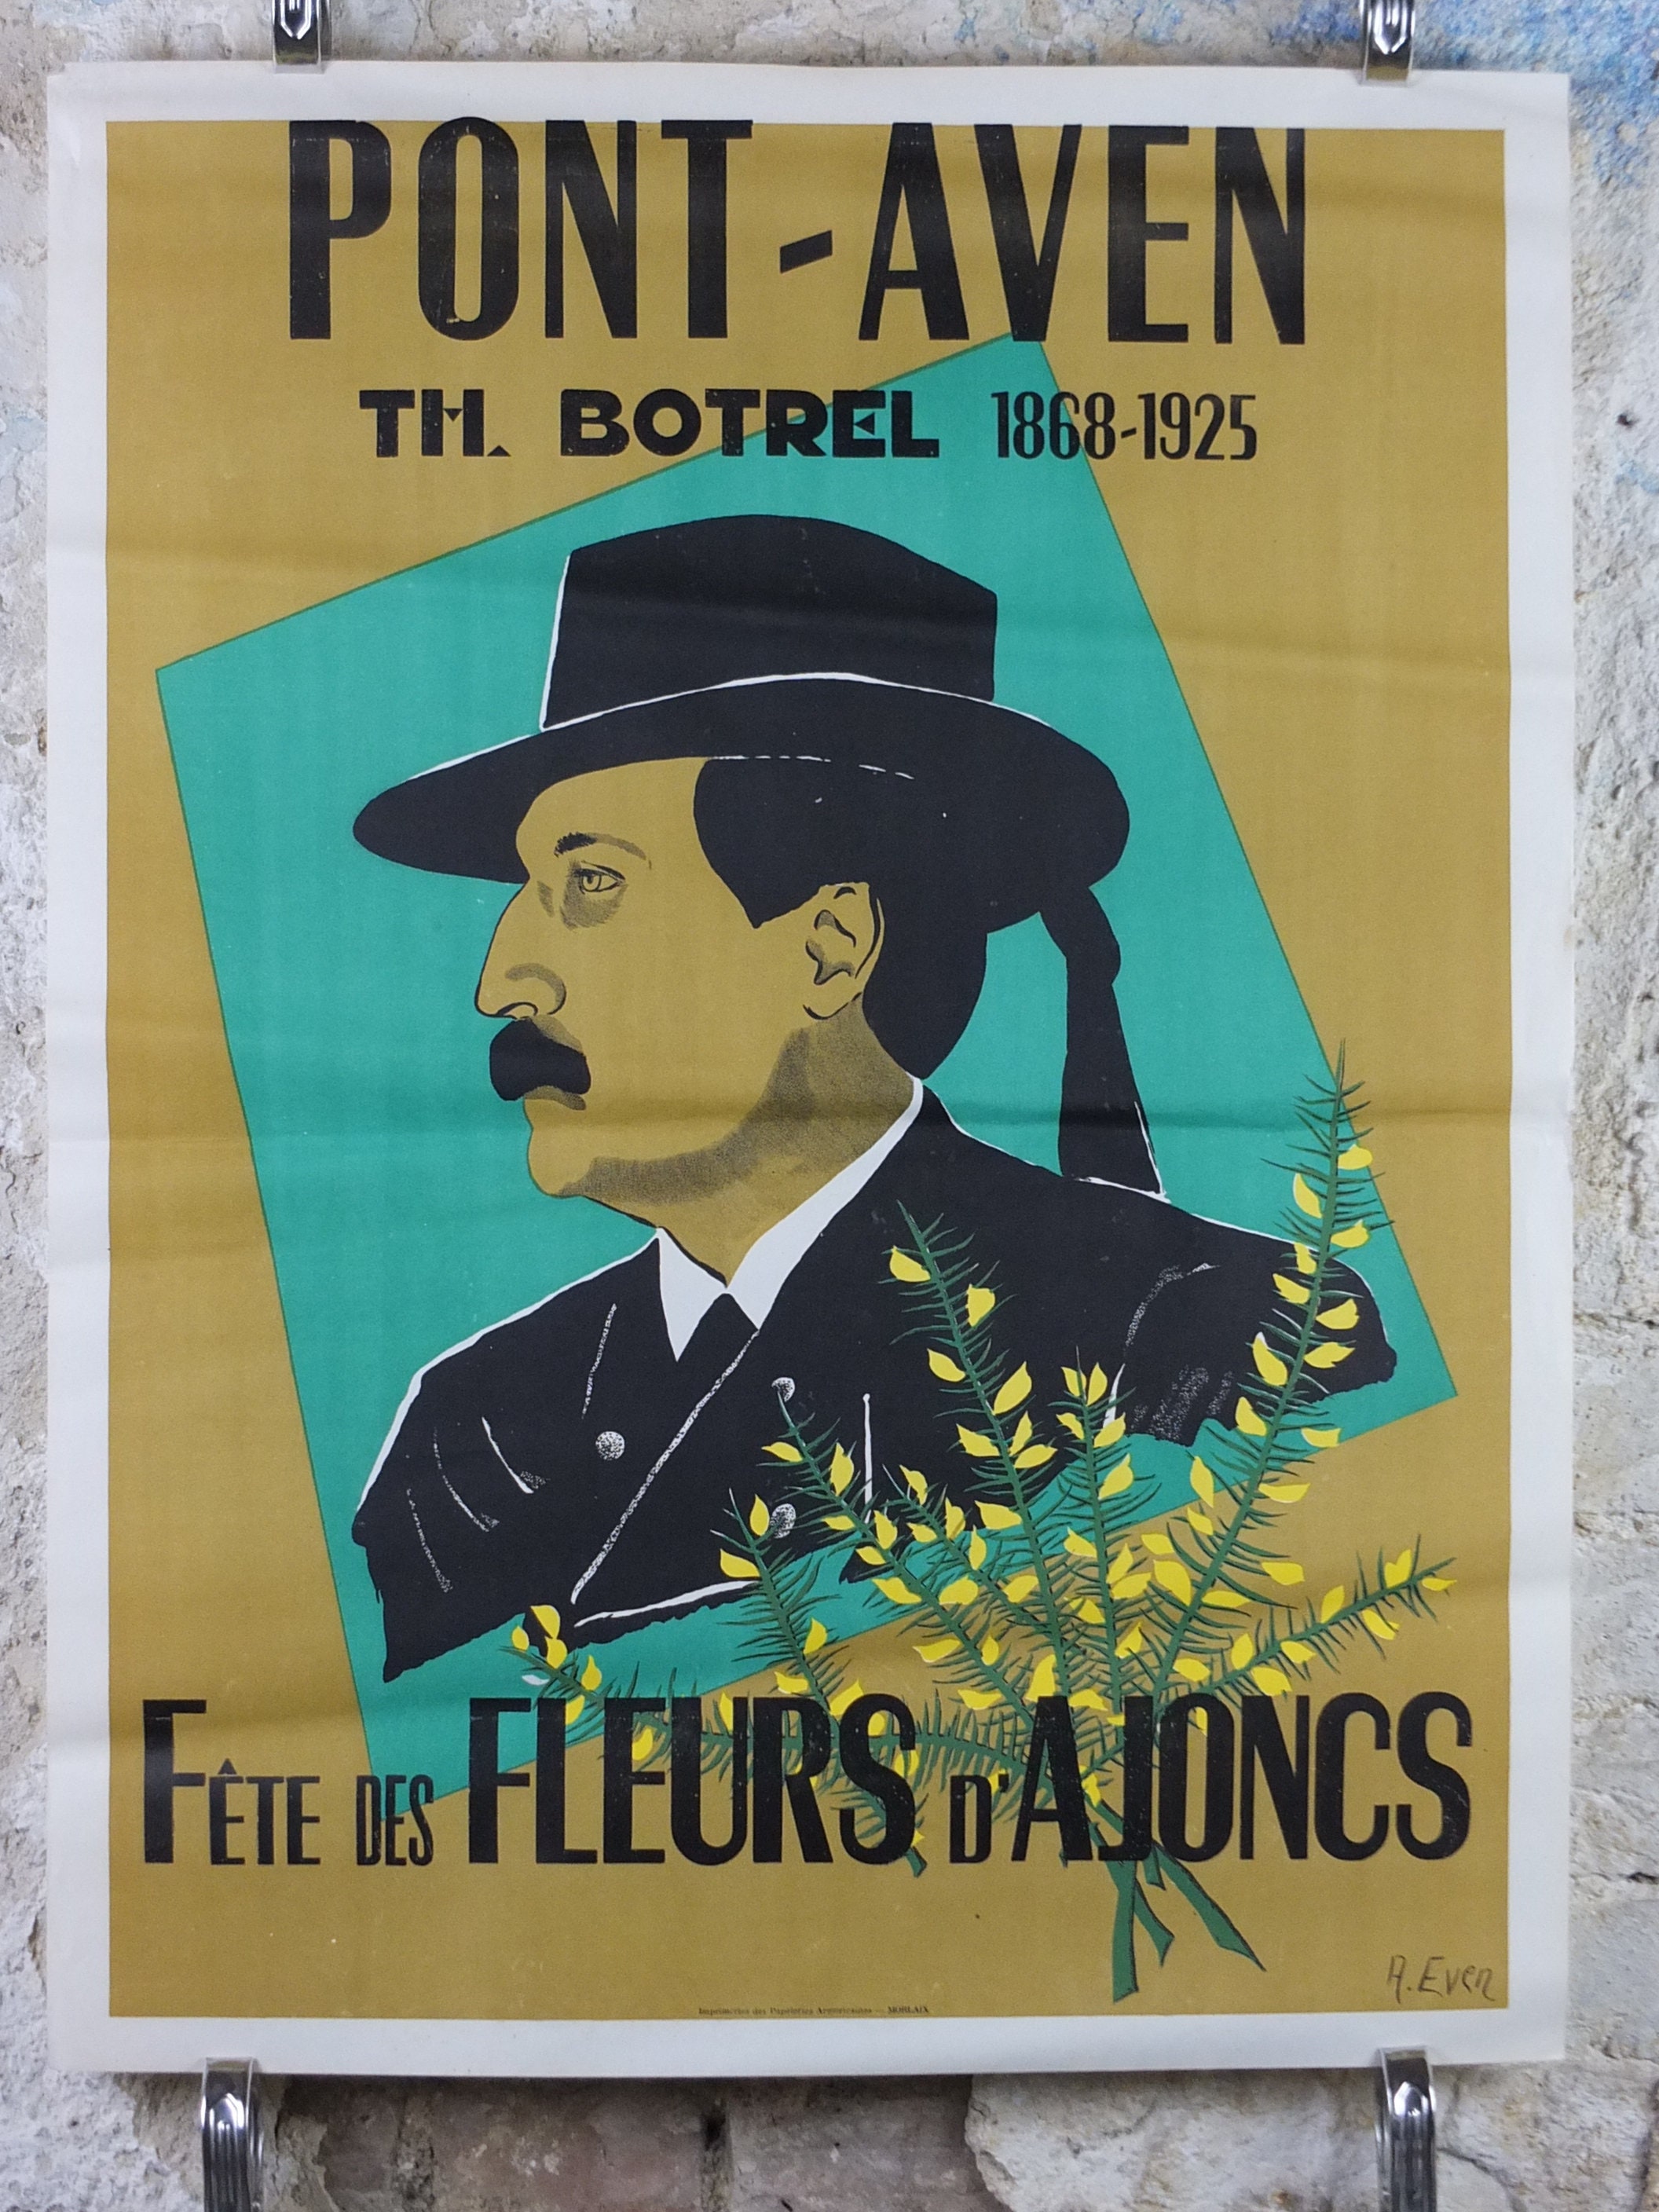 PONT-AVEN
TH. BOTREL 1868-1925
FÊTE DES FLEURS D'AJONCS
A. Even
Imprimeries des Papeteries Armoricaines — MORLAIX